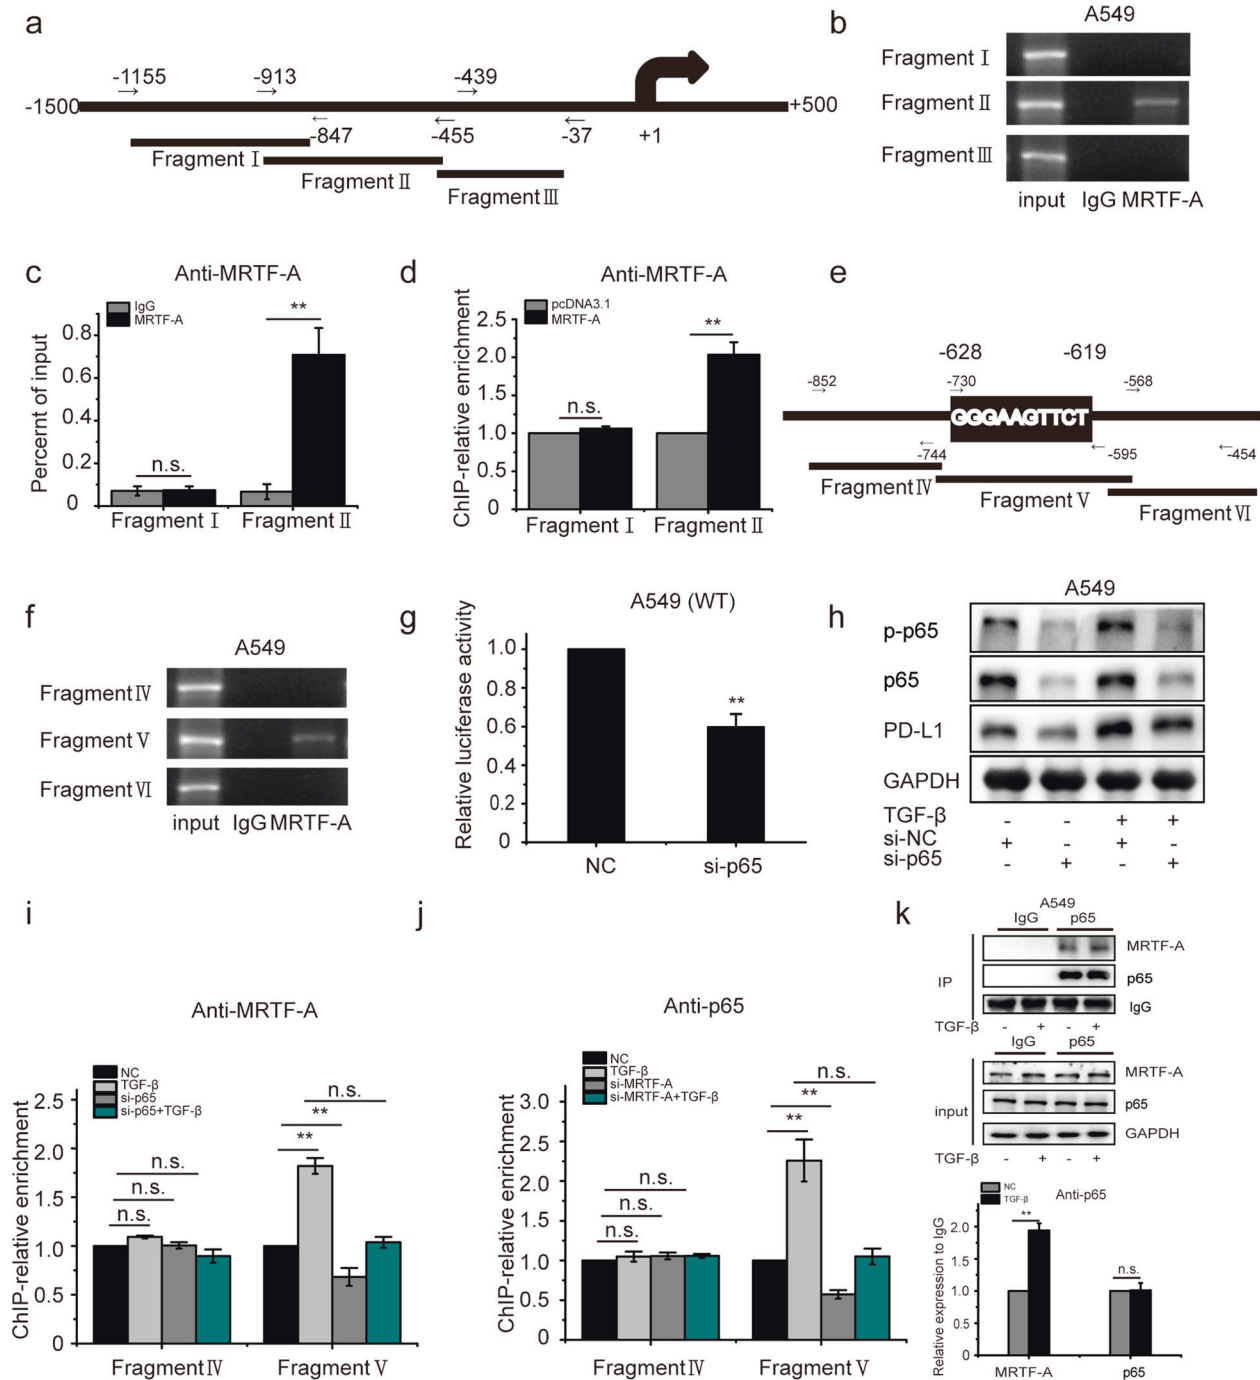 a
-1155
-913
-439
-1500
+500
-847
-455
-37
+1
Fragment Ⅰ
Fragment Ⅱ
Fragment Ⅲ
b
A549
Fragment Ⅰ
Fragment Ⅱ
Fragment Ⅲ
input IgG MRTF-A
c
Anti-MRTF-A
IgG
MRTF-A
Percernt of input
0.8
0.6
0.4
0.2
0
n.s.
**
Fragment Ⅰ Fragment Ⅱ
d
Anti-MRTF-A
pcDNA3.1
MRTF-A
ChIP-relative enrichment
2.5
2.0
1.5
1.0
0.5
0
n.s.
**
Fragment Ⅰ Fragment Ⅱ
e
-628 -619
-852
-730
-568
GGGAAGTTCT
-744
-595
-454
Fragment Ⅳ
Fragment Ⅴ
Fragment Ⅵ
f
A549
Fragment Ⅳ
Fragment Ⅴ
Fragment Ⅵ
input IgG MRTF-A
g
A549 (WT)
Relative luciferase activity
1.0
0.8
0.6
0.4
0.2
0
**
NC si-p65
h
A549
p-p65
p65
PD-L1
GAPDH
TGF-β - - + +
si-NC + - + -
si-p65 - + - +
i
Anti-MRTF-A
NC
TGF-β
si-p65
si-p65+TGF-β
ChIP-relative enrichment
2.5
2.0
1.5
1.0
0.5
0
n.s.
n.s.
n.s.
n.s.
**
**
Fragment Ⅳ Fragment Ⅴ
j
Anti-p65
NC
TGF-β
si-MRTF-A
si-MRTF-A+TGF-β
ChIP-relative enrichment
3.0
2.5
2.0
1.5
1.0
0.5
0
n.s.
n.s.
n.s.
n.s.
**
**
Fragment Ⅳ Fragment Ⅴ
k
A549
IgG p65
MRTF-A
p65
IgG
IP
TGF-β - + - +
IgG p65
MRTF-A
p65
GAPDH
input
TGF-β - + - +
NC
TGF-β
Anti-p65
Relative expression to IgG
2.0
1.5
1.0
0.5
0
**
n.s.
MRTF-A p65